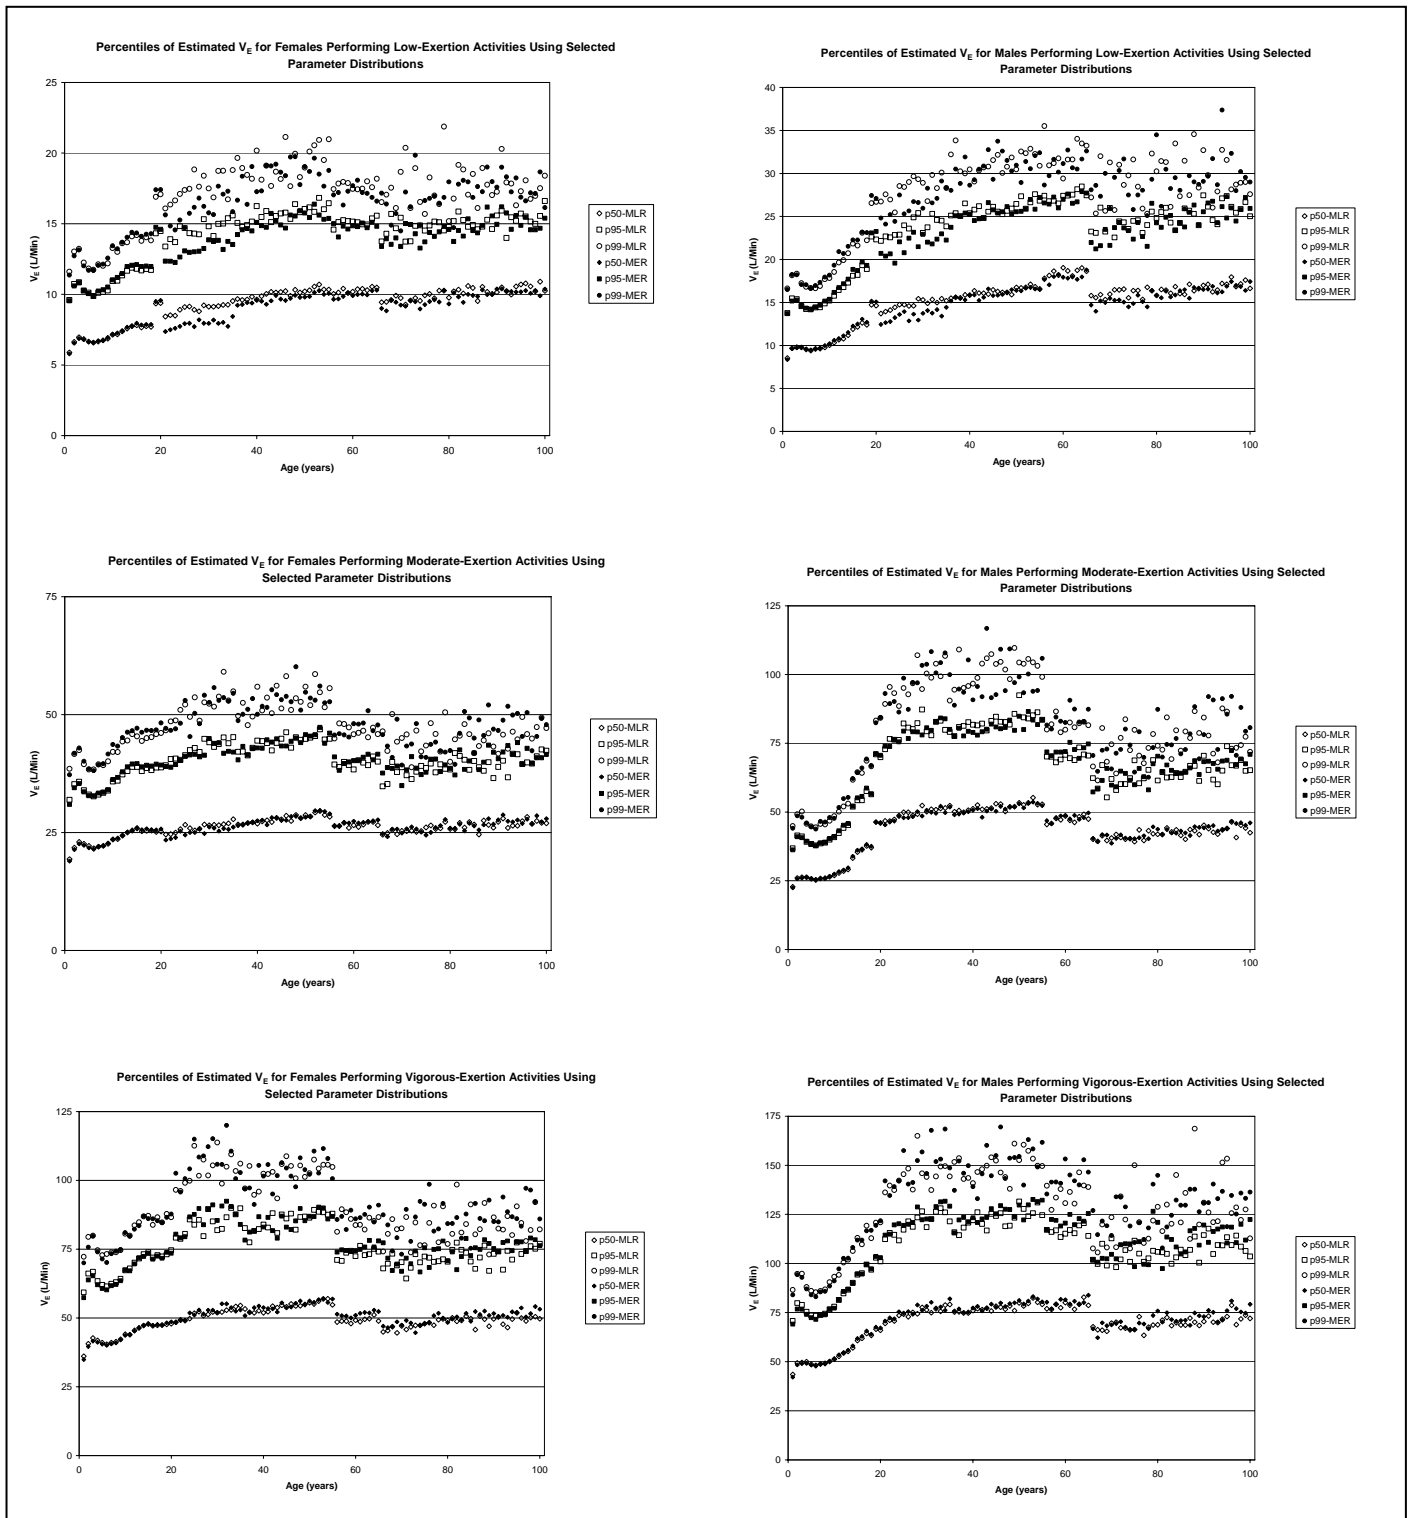 Percentiles of Estimated VE for Females Performing Low-Exertion Activities Using Selected
Parameter Distributions
25
20
15
10
5
0
VE (L/Min)
0 20 40 60 80 100
Age (years)
p50-MLR
p95-MLR
p99-MLR
p50-MER
p95-MER
p99-MER
Percentiles of Estimated VE for Males Performing Low-Exertion Activities Using Selected
Parameter Distributions
40
35
30
25
20
15
10
5
0
VE (L/Min)
0 20 40 60 80 100
Age (years)
p50-MLR
p95-MLR
p99-MLR
p50-MER
p95-MER
p99-MER
Percentiles of Estimated VE for Females Performing Moderate-Exertion Activities Using
Selected Parameter Distributions
75
50
25
0
VE (L/Min)
0 20 40 60 80 100
Age (years)
p50-MLR
p95-MLR
p99-MLR
p50-MER
p95-MER
p99-MER
Percentiles of Estimated VE for Males Performing Moderate-Exertion Activities Using Selected
Parameter Distributions
125
100
75
50
25
0
VE (L/Min)
0 20 40 60 80 100
Age (years)
p50-MLR
p95-MLR
p99-MLR
p50-MER
p95-MER
p99-MER
Percentiles of Estimated VE for Females Performing Vigorous-Exertion Activities Using
Selected Parameter Distributions
125
100
75
50
25
0
VE (L/Min)
0 20 40 60 80 100
Age (years)
p50-MLR
p95-MLR
p99-MLR
p50-MER
p95-MER
p99-MER
Percentiles of Estimated VE for Males Performing Vigorous-Exertion Activities Using Selected
Parameter Distributions
175
150
125
100
75
50
25
0
VE (L/Min)
0 20 40 60 80 100
Age (years)
p50-MLR
p95-MLR
p99-MLR
p50-MER
p95-MER
p99-MER